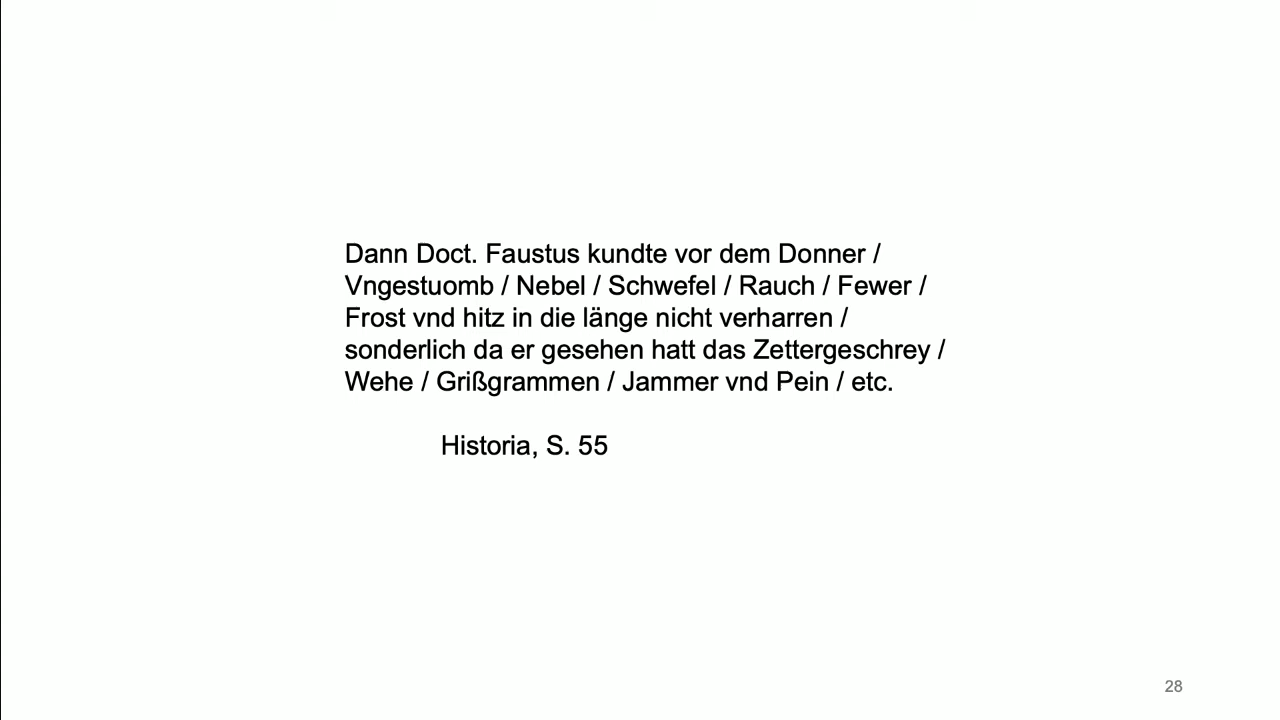 Dann Doct. Faustus kundte vor dem Donner /
Vngestuomb / Nebel / Schwefel / Rauch / Fewer /
Frost vnd hitz in die länge nicht verharren /
sonderlich da er gesehen hatt das Zettergeschrey /
Wehe / Grißgrammen / Jammer vnd Pein / etc.
Historia, S. 55
28